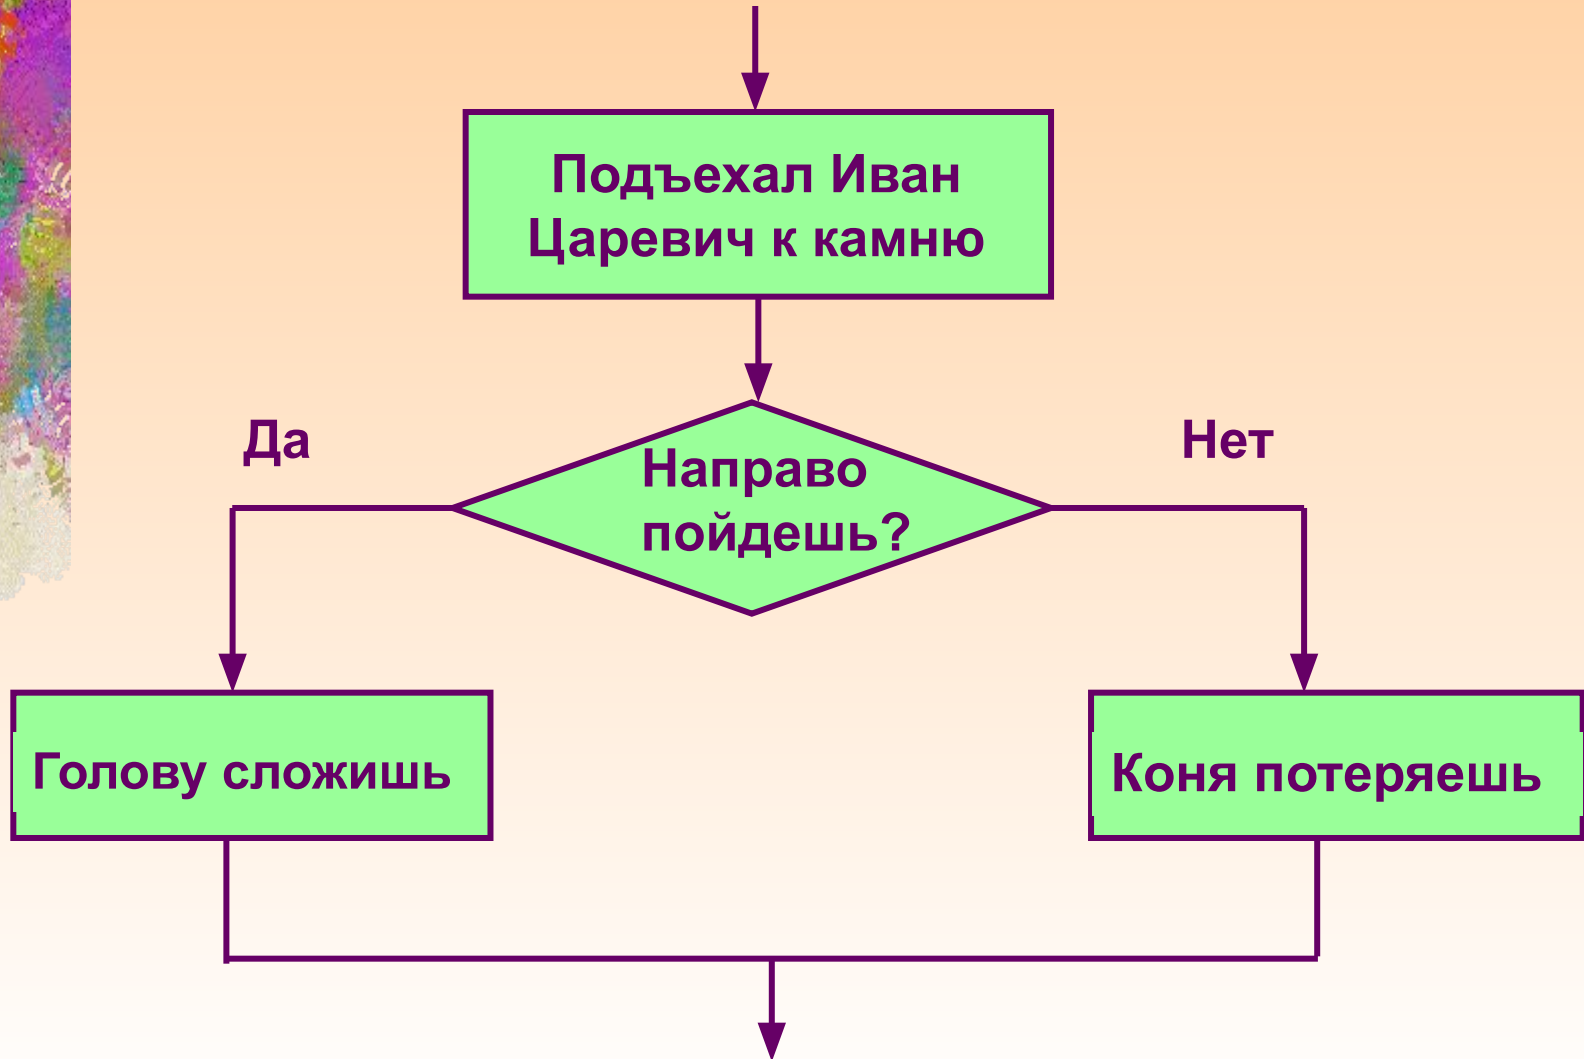 Подъехал Иван
Царевич к камню
Да
Нет
Направо
пойдешь?
Голову сложишь
Коня потеряешь